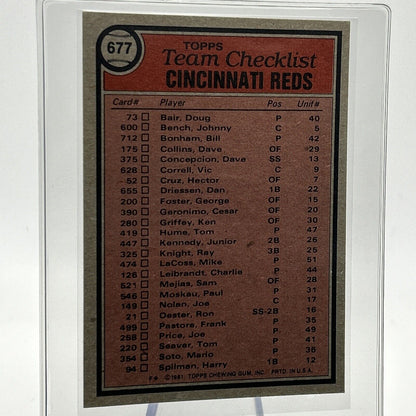 677
TOPPS
Team Checklist
CINCINNATI REDS
Card# Player Pos Unif#
73 Bair, Doug P 40
600 Bench, Johnny C 5
712 Bonham, Bill P 42
175 Collins, Dave OF 29
375 Concepcion, Dave SS 13
628 Correll, Vic C 9
52 Cruz, Hector OF 7
655 Driessen, Dan 1B 22
200 Foster, George OF 15
390 Geronimo, Cesar OF 20
280 Griffey, Ken OF 30
419 Hume, Tom P 47
447 Kennedy, Junior 2B 26
325 Knight, Ray 3B 25
474 LaCoss, Mike P 51
126 Leibrandt, Charlie P 44
521 Mejias, Sam OF 28
546 Moskau, Paul P 31
149 Nolan, Joe C 17
21 Oester, Ron SS-2B 16
499 Pastore, Frank P 35
258 Price, Joe P 49
220 Seaver, Tom P 41
354 Soto, Mario P 36
94 Spilman, Harry 1B 12
© 1981 TOPPS CHEWING GUM, INC. PRTD. IN U.S.A.